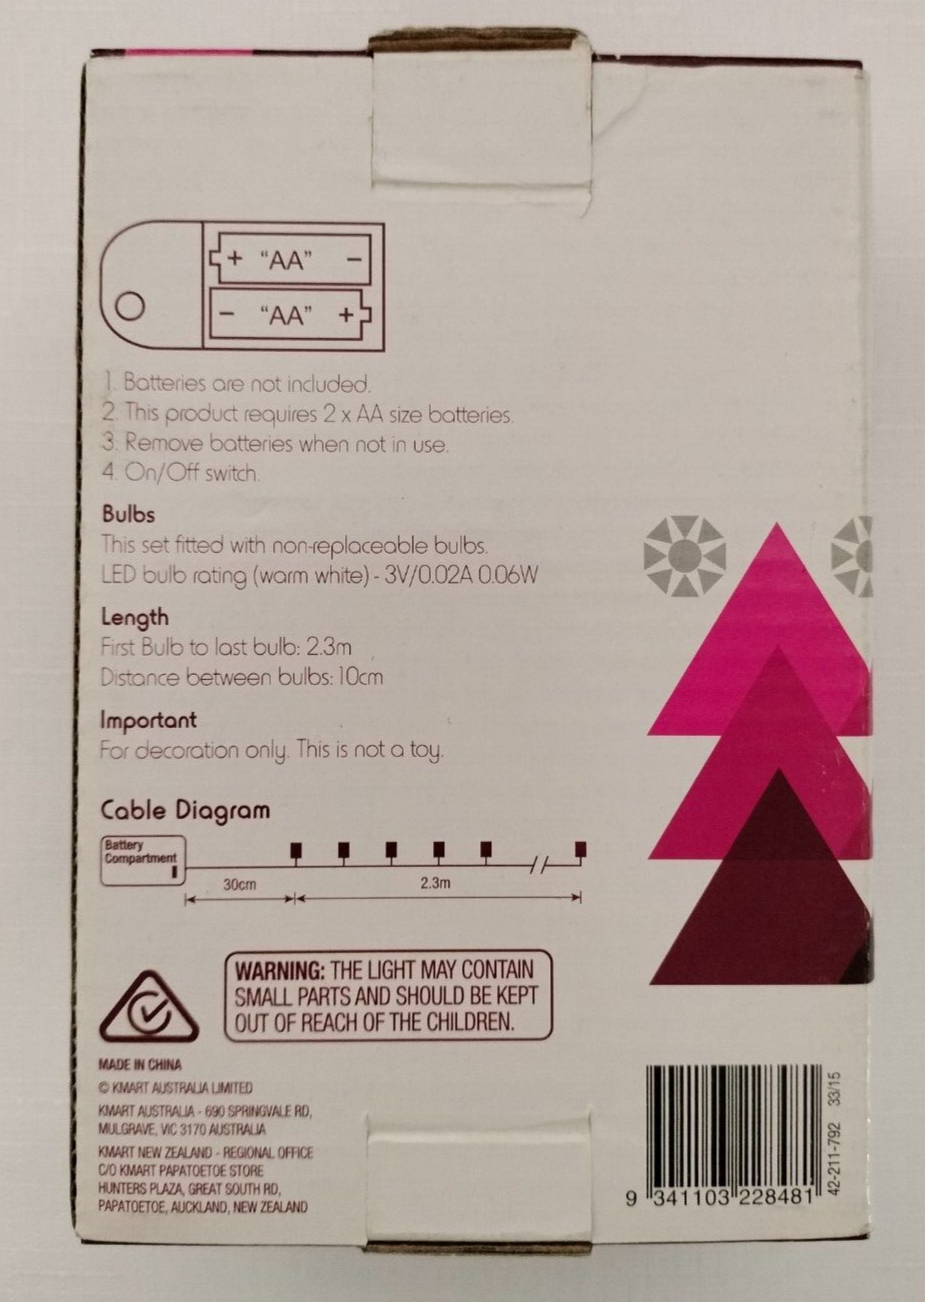 + “AA” −
− “AA” +
1. Batteries are not included.
2. This product requires 2 x AA size batteries.
3. Remove batteries when not in use.
4. On/Off switch.
Bulbs
This set fitted with non-replaceable bulbs.
LED bulb rating (warm white) - 3V/0.02A 0.06W
Length
First Bulb to last bulb: 2.3m
Distance between bulbs: 10cm
Important
For decoration only. This is not a toy.
Cable Diagram
Battery
Compartment
30cm
2.3m
WARNING: THE LIGHT MAY CONTAIN
SMALL PARTS AND SHOULD BE KEPT
OUT OF REACH OF THE CHILDREN.
MADE IN CHINA
© KMART AUSTRALIA LIMITED
KMART AUSTRALIA - 690 SPRINGVALE RD,
MULGRAVE, VIC 3170 AUSTRALIA
KMART NEW ZEALAND - REGIONAL OFFICE
C/O KMART PAPATOETOE STORE
HUNTERS PLAZA, GREAT SOUTH RD,
PAPATOETOE, AUCKLAND, NEW ZEALAND
9 341103 228481
42-211-792 33/15